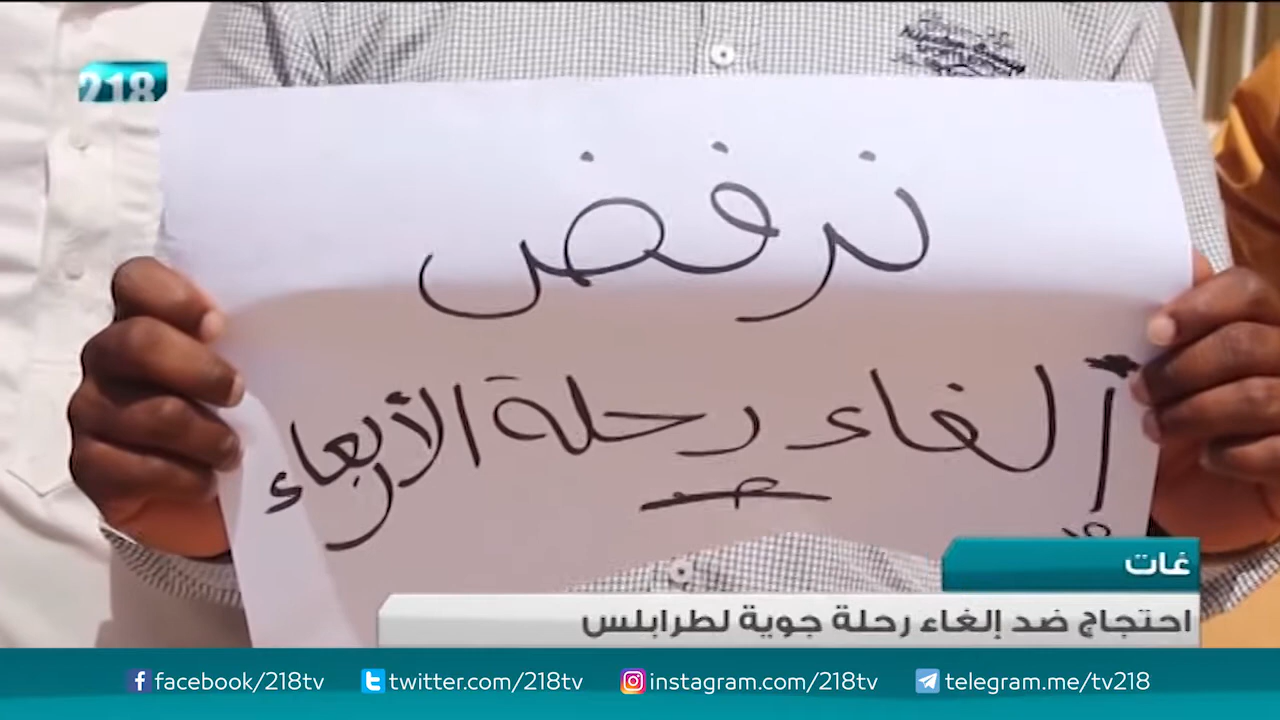 218
نرفض
إلغاء رحلة الأربعاء
غات
احتجاج ضد إلغاء رحلة جوية لطرابلس
facebook/218tv
twitter.com/218tv
instagram.com/218tv
telegram.me/tv218